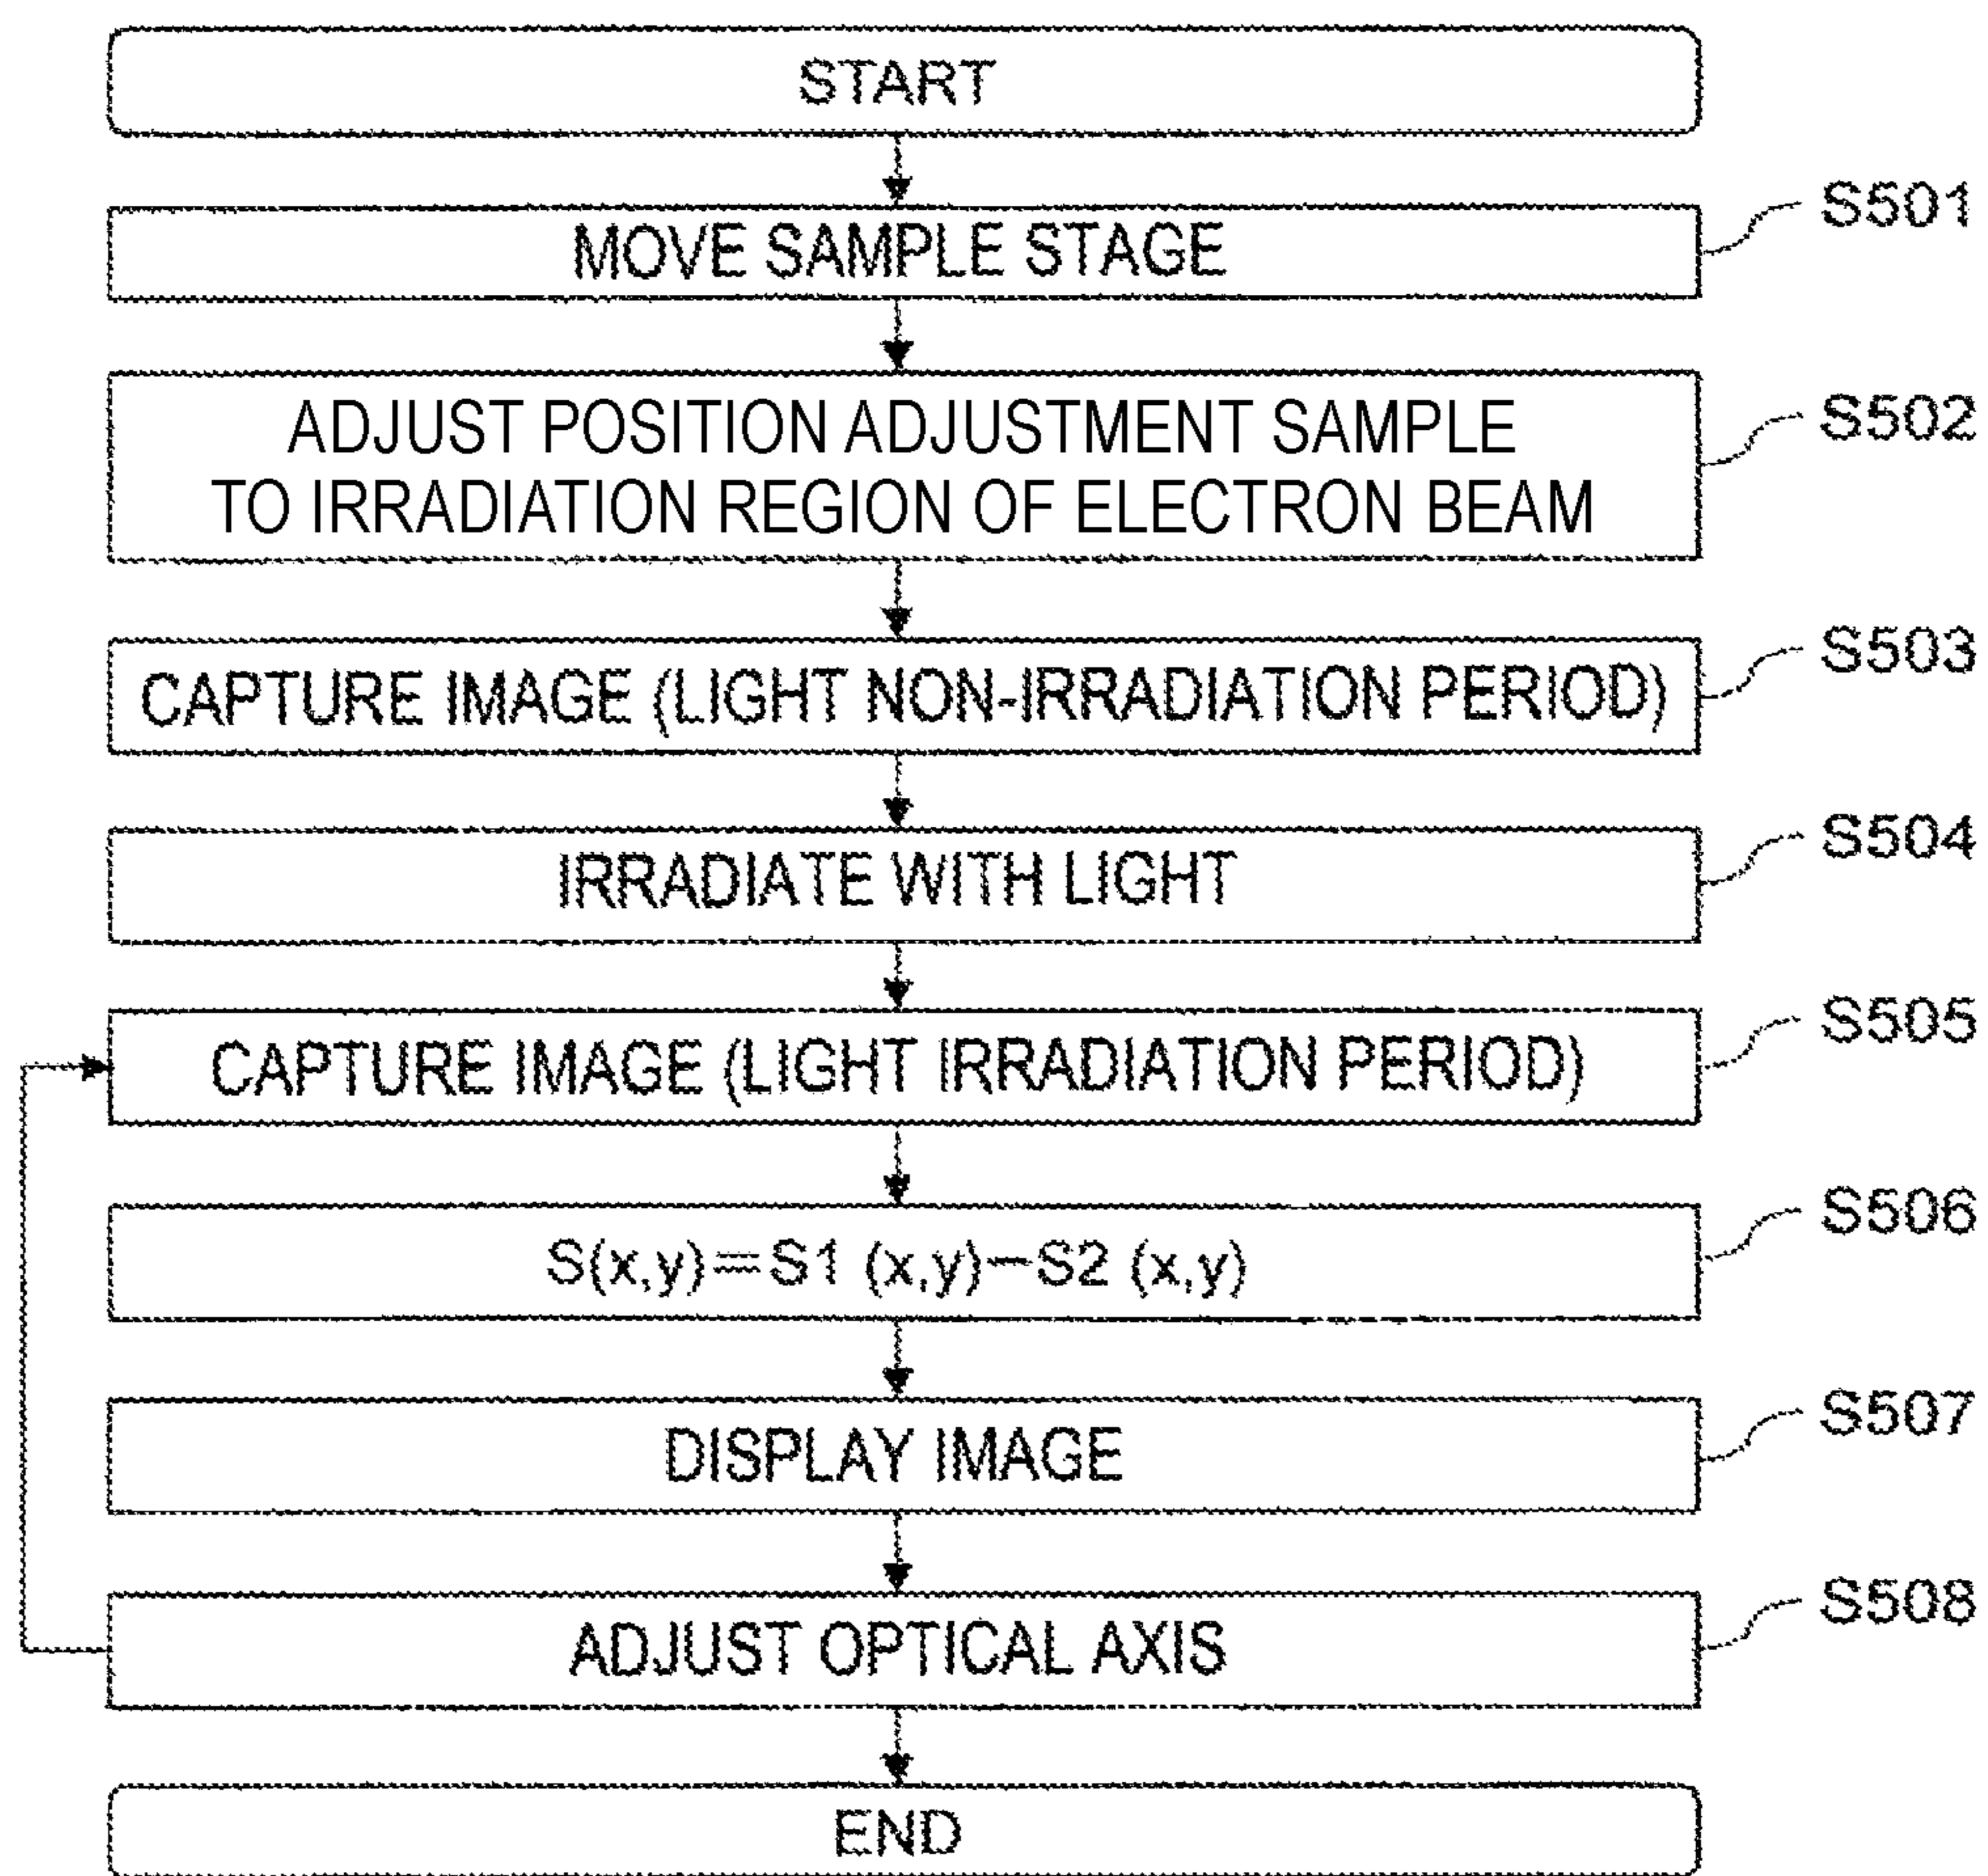 START
MOVE SAMPLE STAGE
S501
ADJUST POSITION ADJUSTMENT SAMPLE
TO IRRADIATION REGION OF ELECTRON BEAM
S502
CAPTURE IMAGE (LIGHT NON-IRRADIATION PERIOD)
S503
IRRADIATE WITH LIGHT
S504
CAPTURE IMAGE (LIGHT IRRADIATION PERIOD)
S505
S(x,y)=S1 (x,y)-S2 (x,y)
S506
DISPLAY IMAGE
S507
ADJUST OPTICAL AXIS
S508
END